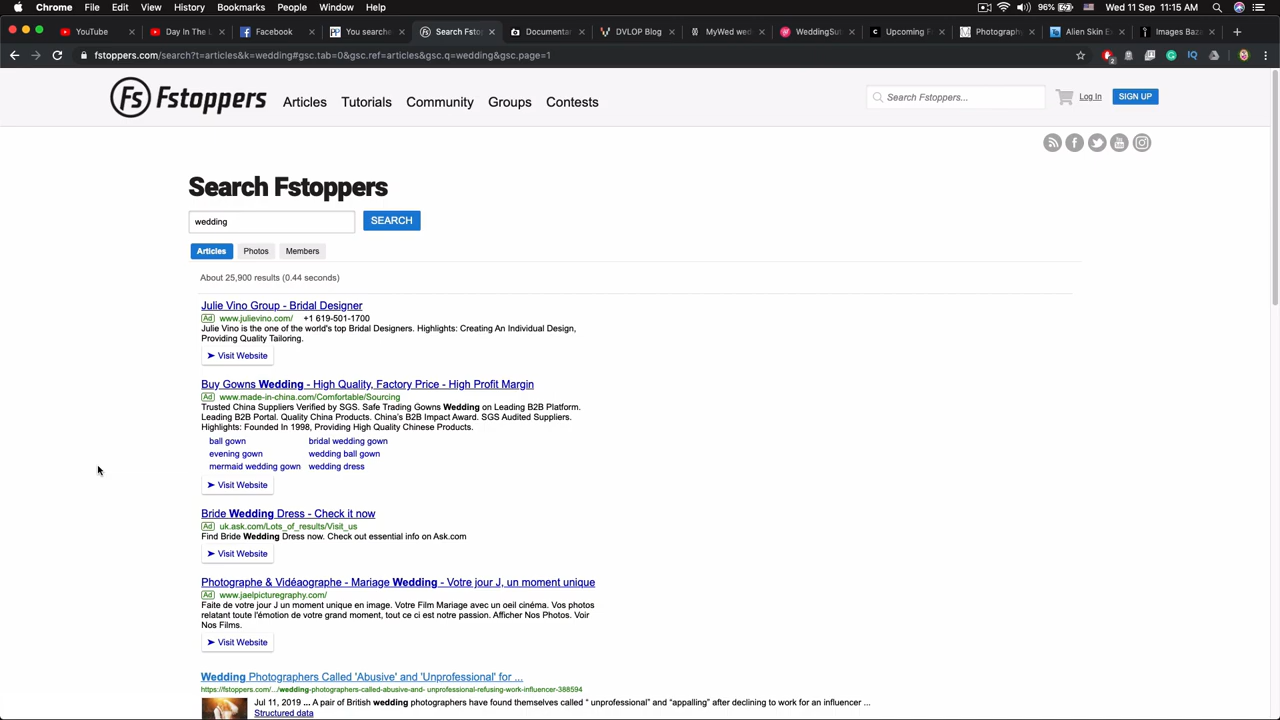 Chrome File Edit View History Bookmarks People Window Help 96% Wed 11 Sep 1:15 AM
YouTube Day In The L Facebook You searche Search Fsto Documentar DVLOP Blog MyWed wed WeddingSu Upcoming F Photography Alien Skin Ex Images Baza
fstoppers.com/search?t=articles&k=wedding#gsc.tab=0&gsc.ref=articles&gsc.q=wedding&gsc.page=1
Fs Fstoppers Articles Tutorials Community Groups Contests Search Fstoppers... Log In SIGN UP
Search Fstoppers
wedding SEARCH
Articles Photos Members
About 25,900 results (0.44 seconds)
Julie Vino Group - Bridal Designer
Ad www.julievino.com/ +1 619-501-1700
Julie Vino is the one of the world's top Bridal Designers. Highlights: Creating An Individual Design,
Providing Quality Tailoring.
➤ Visit Website
Buy Gowns Wedding - High Quality, Factory Price - High Profit Margin
Ad www.made-in-china.com/Comfortable/Sourcing
Trusted China Suppliers Verified by SGS. Safe Trading Gowns Wedding on Leading B2B Platform.
Leading B2B Portal. Quality China Products. China's B2B Impact Award. SGS Audited Suppliers.
Highlights: Founded In 1998, Providing High Quality Chinese Products.
ball gown bridal wedding gown
evening gown wedding ball gown
mermaid wedding gown wedding dress
➤ Visit Website
Bride Wedding Dress - Check it now
Ad uk.ask.com/Lots_of_results/Visit_us
Find Bride Wedding Dress now. Check out essential info on Ask.com
➤ Visit Website
Photographe & Vidéaographe - Mariage Wedding - Votre jour J, un moment unique
Ad www.jaelpicturegraphy.com/
Faite de votre jour J un moment unique en image. Votre Film Mariage avec un oeil cinéma. Vos photos
relatant toute l'émotion de votre grand moment, tout ce ci est notre passion. Afficher Nos Photos. Voir
Nos Films.
➤ Visit Website
Wedding Photographers Called 'Abusive' and 'Unprofessional' for ...
https://fstoppers.com/.../wedding-photographers-called-abusive-and- unprofessional-refusing-work-influencer-388594
Jul 11, 2019 ... A pair of British wedding photographers have found themselves called “ unprofessional” and “appalling” after declining to work for an influencer ...
Structured data